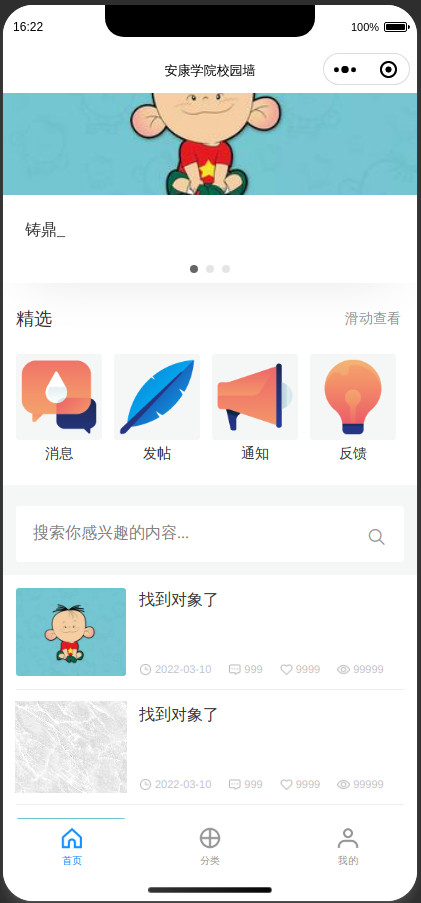 16:22
100%
安康学院校园墙
铸鼎_
精选 滑动查看
消息 发帖 通知 反馈
搜索你感兴趣的内容...
找到对象了
2022-03-10 999 9999 99999
找到对象了
2022-03-10 999 9999 99999
首页 分类 我的